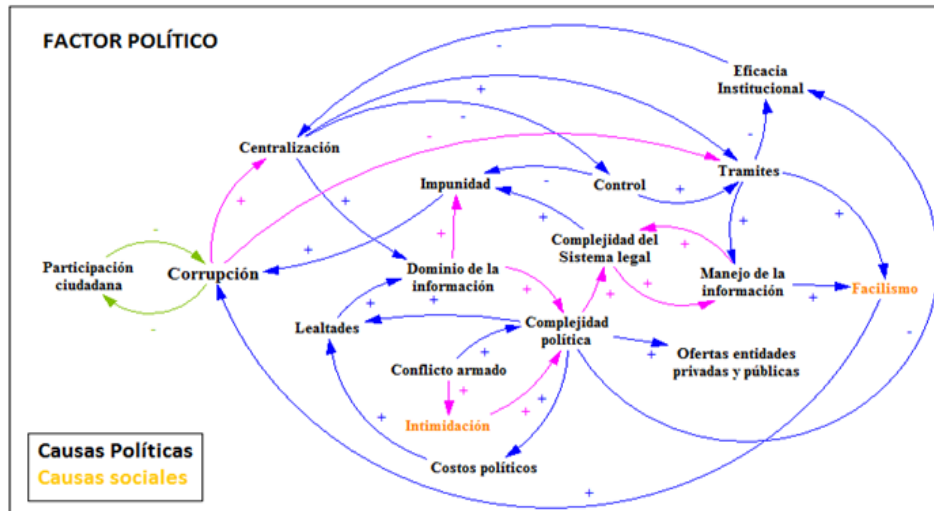 FACTOR POLÍTICO
-
Eficacia
Institucional
+
-
-
Centralización
Tramites
Impunidad
-
Control
+
+
+
+
+
+
-
Participación
ciudadana
Corrupción
+
Dominio de la
información
+
Complejidad del
Sistema legal
+
Manejo de la
información
+
Facilismo
-
Lealtades
+
+
+
+
+
Complejidad
política
+
Ofertas entidades
privadas y públicas
-
Conflicto armado
+
+
+
+
Intimidación
+
Costos políticos
+
Causas Políticas
Causas sociales